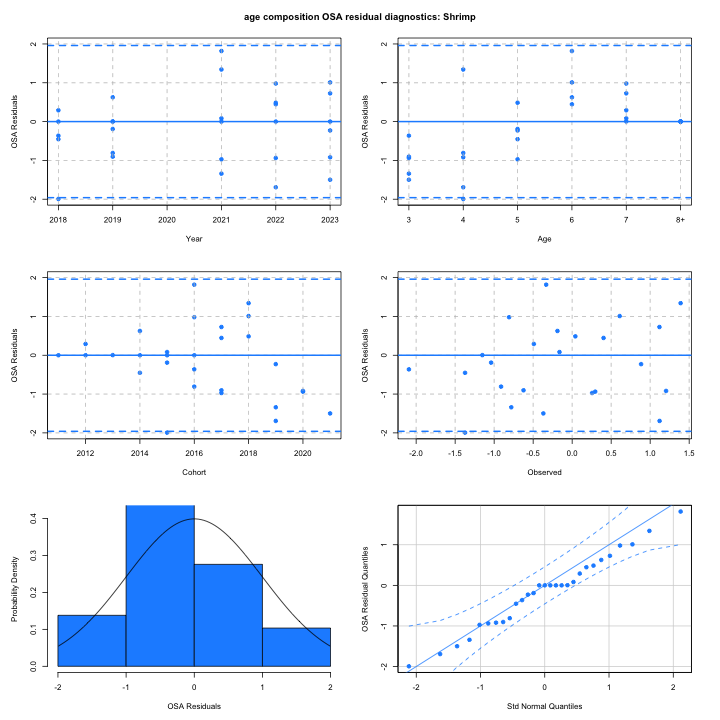 age composition OSA residual diagnostics: Shrimp
OSA Residuals
2
1
0
-1
-2
2018 2019 2020 2021 2022 2023
Year
OSA Residuals
2
1
0
-1
-2
3 4 5 6 7 8+
Age
OSA Residuals
2
1
0
-1
-2
2012 2014 2016 2018 2020
Cohort
OSA Residuals
2
1
0
-1
-2
-2.0 -1.5 -1.0 -0.5 0.0 0.5 1.0 1.5
Observed
Probability Density
0.4
0.3
0.2
0.1
0.0
-2 -1 0 1 2
OSA Residuals
OSA Residual Quantiles
1
0
-1
-2
-2 -1 0 1 2
Std Normal Quantiles